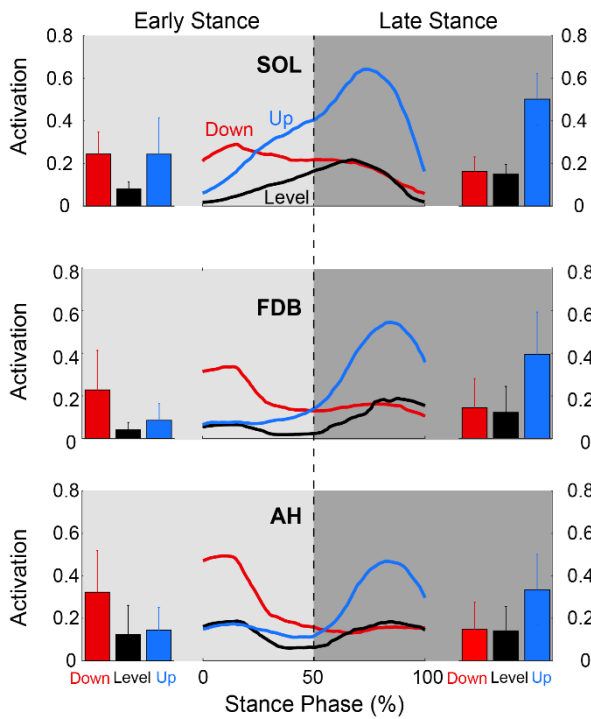 Early Stance Late Stance
0.8 SOL 0.8
0.6 0.6
Activation
Down Up
0.4 0.4
0.2 0.2
Level
0 0
0.8 0.8
FDB
0.6 0.6
Activation
0.4 0.4
0.2 0.2
0 0
0.8 0.8
AH
0.6 0.6
Activation
0.4 0.4
0.2 0.2
0 0
Down Level Up 0 50 100 Down Level Up
Stance Phase (%)